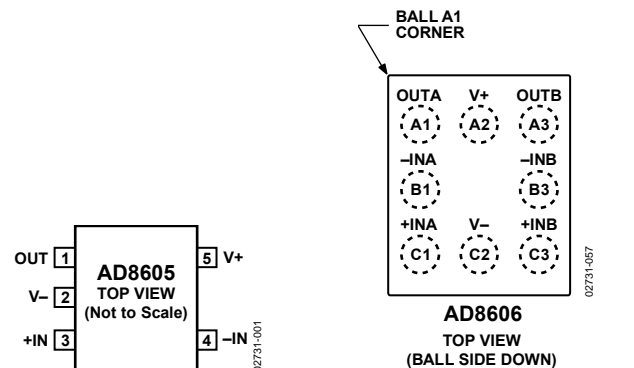 BALL A1
CORNER
OUTA V+ OUTB
A1 A2 A3
–INA –INB
B1 B3
+INA V– +INB
C1 C2 C3
02731-057
AD8606
TOP VIEW
(BALL SIDE DOWN)
OUT 1 5 V+
AD8605
TOP VIEW
(Not to Scale)
V– 2
+IN 3 4 –IN
02731-001